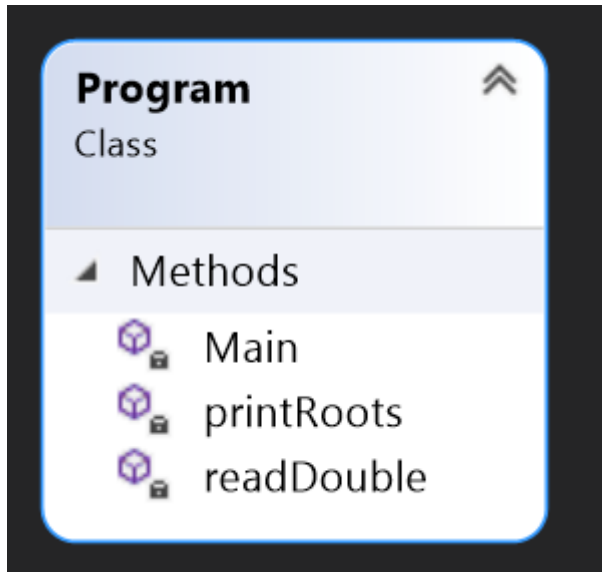 Program
Class
Methods
Main
printRoots
readDouble